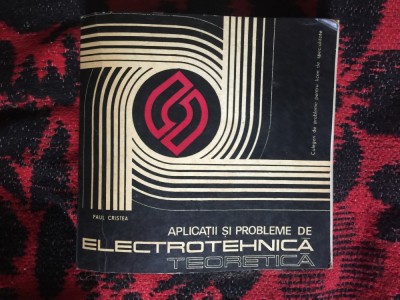 Culegere de probleme pentru licee de specialitate
PAUL CRISTEA
APLICAȚII ȘI PROBLEME DE
ELECTROTEHNICĂ
TEORETICĂ